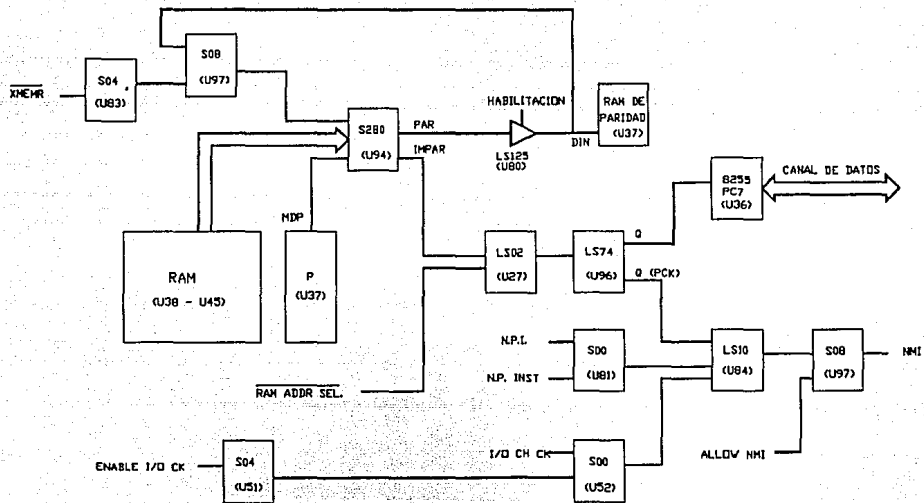 S08
(U97)
S04
(U83)
XMEMR
HABILITACION
RAM DE
PARIDAD
(U37)
S280
(U94)
PAR
IMPAR
LS125
(U80)
DIN
8255
PC7
(U36)
CANAL DE DATOS
MDP
RAM
(U38 - U45)
P
(U37)
LS02
(U27)
LS74
(U96)
Q
Q (PCK)
N.P.I.
N.P. INST
S00
(U81)
LS10
(U84)
S08
(U97)
NMI
RAM ADDR SEL.
I/O CH CK
ALLOW NMI
ENABLE I/O CK
S04
(U51)
S00
(U52)